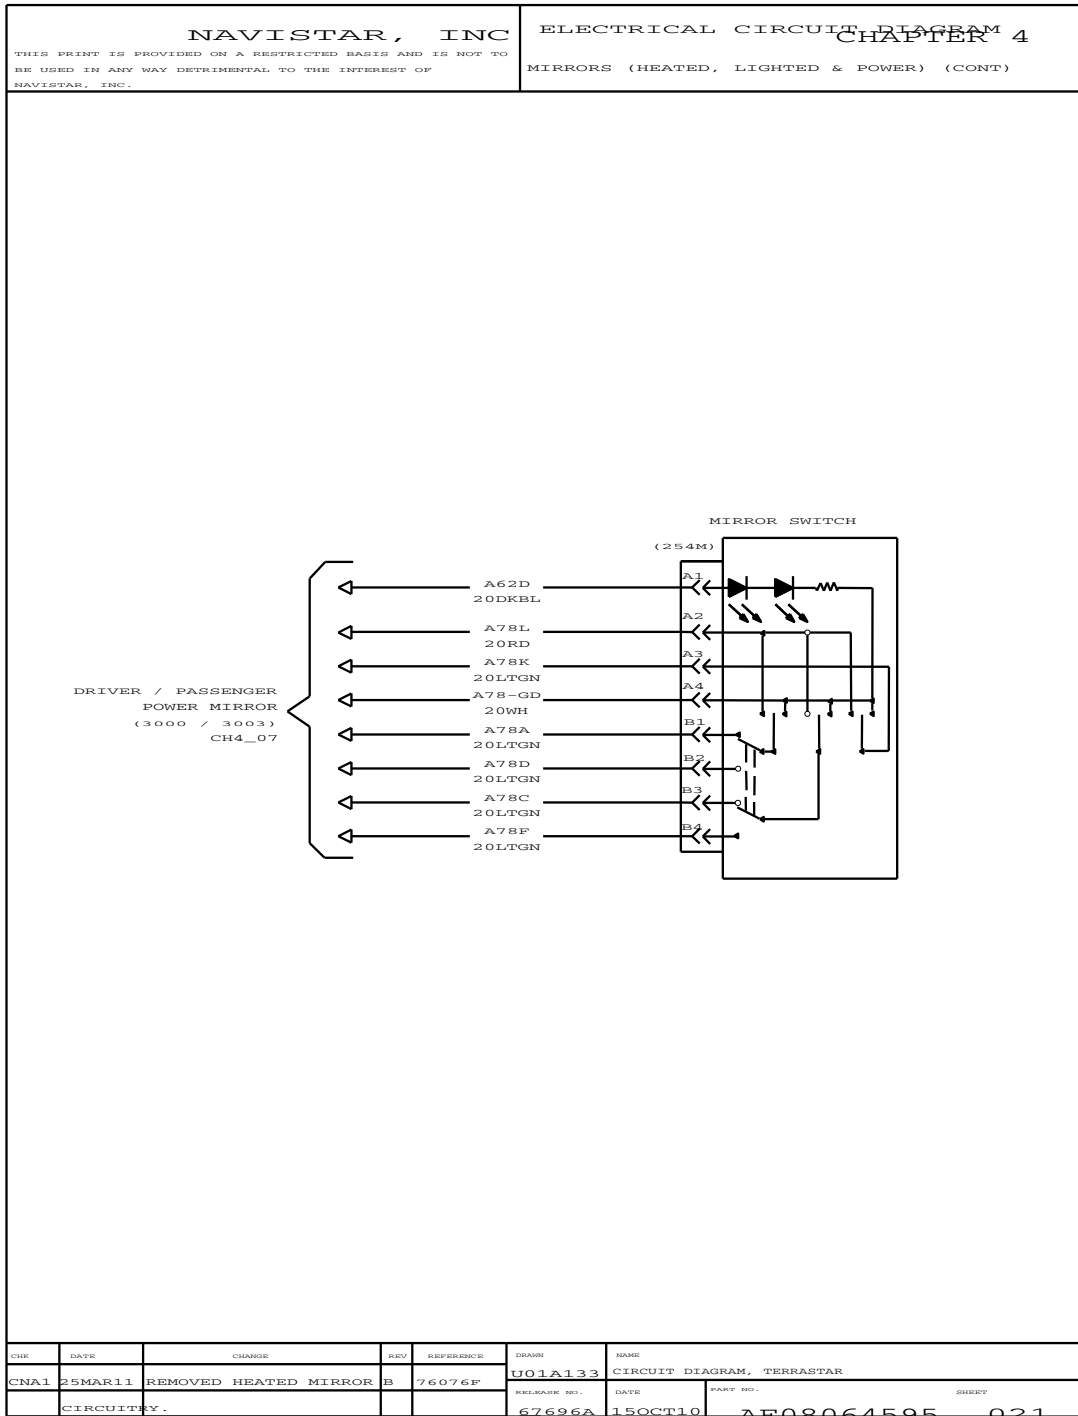 NAVISTAR, INC
THIS PRINT IS PROVIDED ON A RESTRICTED BASIS AND IS NOT TO
BE USED IN ANY WAY DETRIMENTAL TO THE INTEREST OF
NAVISTAR, INC.
ELECTRICAL CIRCUIT DIAGRAM
CHAPTER 4
MIRRORS (HEATED, LIGHTED & POWER) (CONT)
MIRROR SWITCH
(254M)
A1
A62D
20DKBL
A2
A78L
20RD
A3
A78K
20LTGN
A4
A78-GD
20WH
B1
A78A
20LTGN
B2
A78D
20LTGN
B3
A78C
20LTGN
B4
A78F
20LTGN
DRIVER / PASSENGER
POWER MIRROR
(3000 / 3003)
CH4_07
CHK DATE CHANGE REV REFERENCE
CNA1 25MAR11 REMOVED HEATED MIRROR B 76076F
CIRCUITRY.
DRAWN NAME
U01A133 CIRCUIT DIAGRAM, TERRASTAR
RELEASE NO. DATE PART NO. SHEET
67696A 15OCT10 AF08064595 021